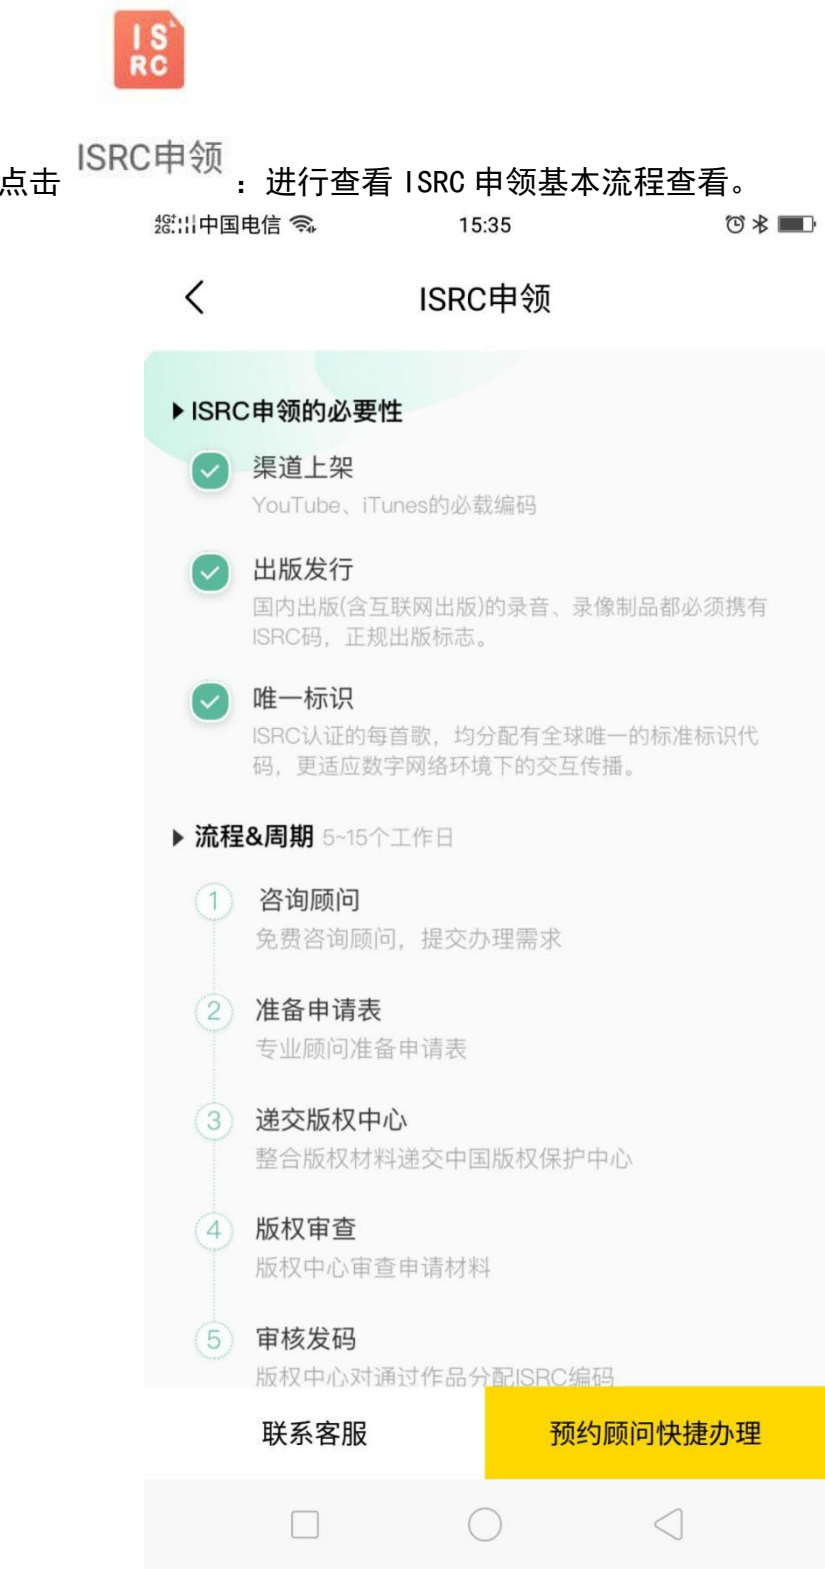 IS
RC
ISRC申领
点击 ：进行查看 ISRC 申领基本流程查看。
4G 2G 中国电信 15:35
ISRC申领
ISRC申领的必要性
渠道上架
YouTube、iTunes的必载编码
出版发行
国内出版(含互联网出版)的录音、录像制品都必须携有
ISRC码，正规出版标志。
唯一标识
ISRC认证的每首歌，均分配有全球唯一的标准标识代
码，更适应数字网络环境下的交互传播。
流程&周期 5~15个工作日
1 咨询顾问
免费咨询顾问，提交办理需求
2 准备申请表
专业顾问准备申请表
3 递交版权中心
整合版权材料递交中国版权保护中心
4 版权审查
版权中心审查申请材料
5 审核发码
版权中心对通过作品分配ISRC编码
联系客服 预约顾问快捷办理